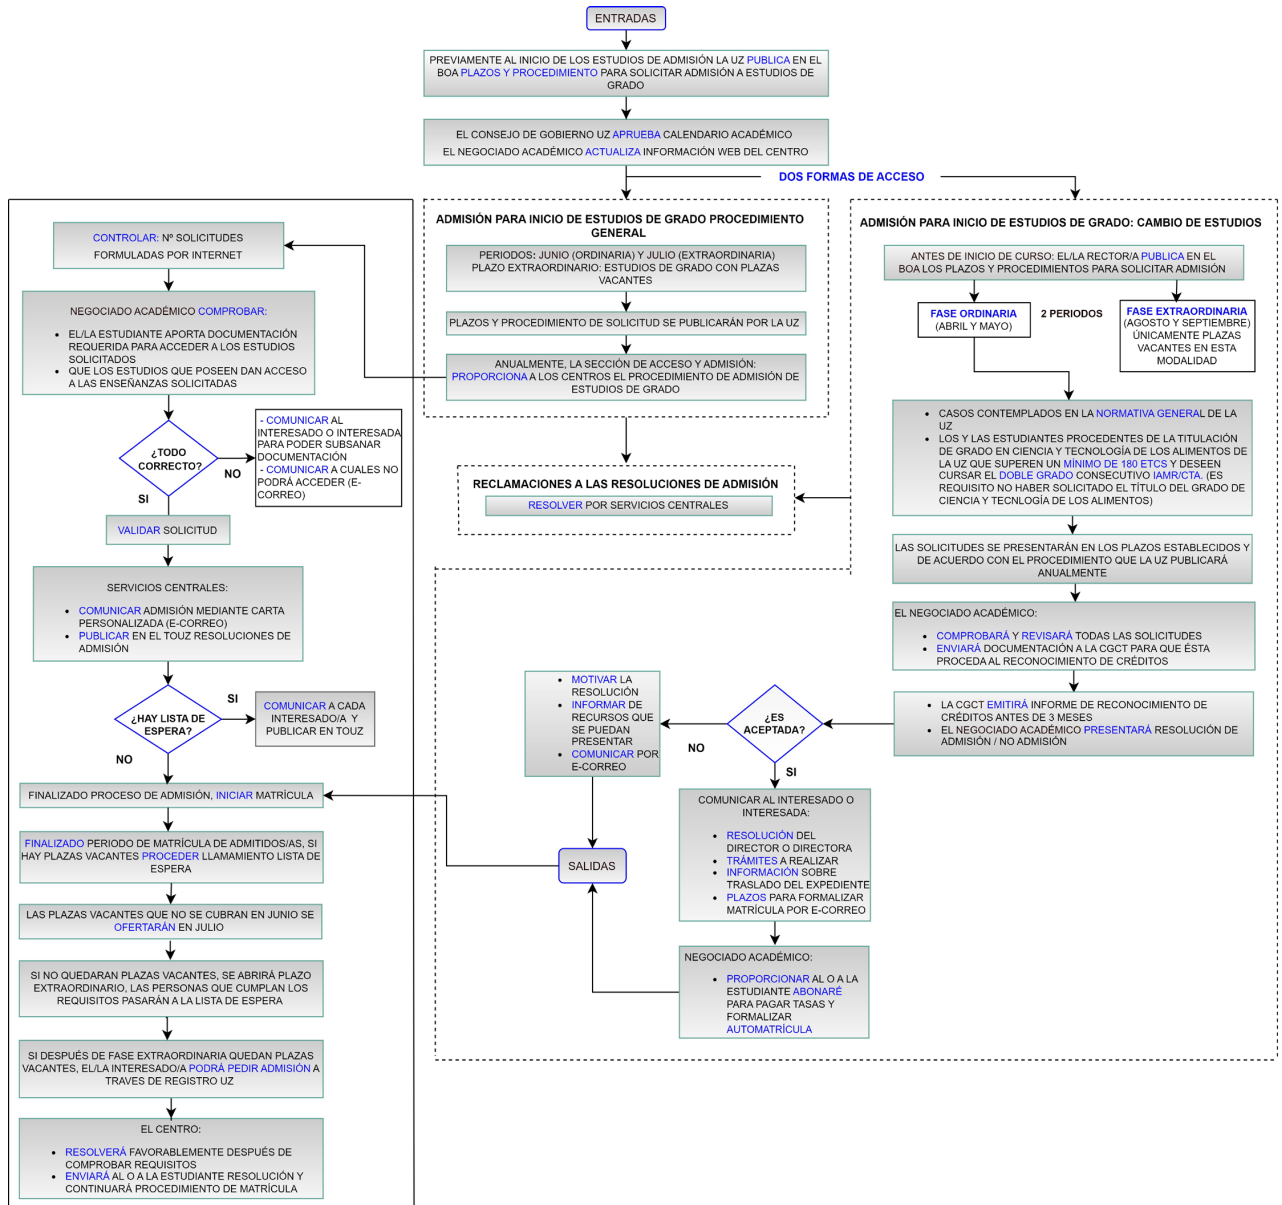 ENTRADAS
PREVIAMENTE AL INICIO DE LOS ESTUDIOS DE ADMISIÓN LA UZ PUBLICA EN EL
BOA PLAZOS Y PROCEDIMIENTO PARA SOLICITAR ADMISIÓN A ESTUDIOS DE
GRADO
EL CONSEJO DE GOBIERNO UZ APRUEBA CALENDARIO ACADÉMICO
EL NEGOCIADO ACADÉMICO ACTUALIZA INFORMACIÓN WEB DEL CENTRO
DOS FORMAS DE ACCESO
CONTROLAR: Nº SOLICITUDES
FORMULADAS POR INTERNET
NEGOCIADO ACADÉMICO COMPROBAR:
• EL/LA ESTUDIANTE APORTA DOCUMENTACIÓN
REQUERIDA PARA ACCEDER A LOS ESTUDIOS
SOLICITADOS
• QUE LOS ESTUDIOS QUE POSEEN DAN ACCESO
A LAS ENSEÑANZAS SOLICITADAS
¿TODO
CORRECTO?
NO
- COMUNICAR AL
INTERESADO O INTERESADA
PARA PODER SUBSANAR
DOCUMENTACIÓN
- COMUNICAR A CUALES NO
PODRÁ ACCEDER (E-
CORREO)
SI
VALIDAR SOLICITUD
SERVICIOS CENTRALES:
• COMUNICAR ADMISIÓN MEDIANTE CARTA
PERSONALIZADA (E-CORREO)
• PUBLICAR EN EL TOUZ RESOLUCIONES DE
ADMISIÓN
¿HAY LISTA DE
ESPERA?
SI
COMUNICAR A CADA
INTERESADO/A Y
PUBLICAR EN TOUZ
NO
FINALIZADO PROCESO DE ADMISIÓN, INICIAR MATRÍCULA
FINALIZADO PERIODO DE MATRÍCULA DE ADMITIDOS/AS, SI
HAY PLAZAS VACANTES PROCEDER LLAMAMIENTO LISTA DE
ESPERA
LAS PLAZAS VACANTES QUE NO SE CUBRAN EN JUNIO SE
OFERTARÁN EN JULIO
SI NO QUEDARAN PLAZAS VACANTES, SE ABRIRÁ PLAZO
EXTRAORDINARIO, LAS PERSONAS QUE CUMPLAN LOS
REQUISITOS PASARÁN A LA LISTA DE ESPERA
SI DESPUÉS DE FASE EXTRAORDINARIA QUEDAN PLAZAS
VACANTES, EL/LA INTERESADO/A PODRÁ PEDIR ADMISIÓN A
TRAVES DE REGISTRO UZ
EL CENTRO:
• RESOLVERÁ FAVORABLEMENTE DESPUÉS DE
COMPROBAR REQUISITOS
• ENVIARÁ AL O A LA ESTUDIANTE RESOLUCIÓN Y
CONTINUARÁ PROCEDIMIENTO DE MATRÍCULA
ADMISIÓN PARA INICIO DE ESTUDIOS DE GRADO PROCEDIMIENTO
GENERAL
PERIODOS: JUNIO (ORDINARIA) Y JULIO (EXTRAORDINARIA)
PLAZO EXTRAORDINARIO: ESTUDIOS DE GRADO CON PLAZAS
VACANTES
PLAZOS Y PROCEDIMIENTO DE SOLICITUD SE PUBLICARÁN POR LA UZ
ANUALMENTE, LA SECCIÓN DE ACCESO Y ADMISIÓN:
PROPORCIONA A LOS CENTROS EL PROCEDIMIENTO DE ADMISIÓN DE
ESTUDIOS DE GRADO
RECLAMACIONES A LAS RESOLUCIONES DE ADMISIÓN
RESOLVER POR SERVICIOS CENTRALES
ADMISIÓN PARA INICIO DE ESTUDIOS DE GRADO: CAMBIO DE ESTUDIOS
ANTES DE INICIO DE CURSO: EL/LA RECTOR/A PUBLICA EN EL
BOA LOS PLAZOS Y PROCEDIMIENTOS PARA SOLICITAR ADMISIÓN
FASE ORDINARIA
(ABRIL Y MAYO)
2 PERIODOS
FASE EXTRAORDINARIA
(AGOSTO Y SEPTIEMBRE)
ÚNICAMENTE PLAZAS
VACANTES EN ESTA
MODALIDAD
• CASOS CONTEMPLADOS EN LA NORMATIVA GENERAL DE LA
UZ
• LOS Y LAS ESTUDIANTES PROCEDENTES DE LA TITULACIÓN
DE GRADO EN CIENCIA Y TECNOLOGÍA DE LOS ALIMENTOS DE
LA UZ QUE SUPEREN UN MÍNIMO DE 180 ETCS Y DESEEN
CURSAR EL DOBLE GRADO CONSECUTIVO IAMR/CTA. (ES
REQUISITO NO HABER SOLICITADO EL TÍTULO DEL GRADO DE
CIENCIA Y TECNLOGÍA DE LOS ALIMENTOS)
LAS SOLICITUDES SE PRESENTARÁN EN LOS PLAZOS ESTABLECIDOS Y
DE ACUERDO CON EL PROCEDIMIENTO QUE LA UZ PUBLICARÁ
ANUALMENTE
EL NEGOCIADO ACADÉMICO:
• COMPROBARÁ Y REVISARÁ TODAS LAS SOLICITUDES
• ENVIARÁ DOCUMENTACIÓN A LA CGCT PARA QUE ÉSTA
PROCEDA AL RECONOCIMIENTO DE CRÉDITOS
• LA CGCT EMITIRÁ INFORME DE RECONOCIMIENTO DE
CRÉDITOS ANTES DE 3 MESES
• EL NEGOCIADO ACADÉMICO PRESENTARÁ RESOLUCIÓN DE
ADMISIÓN / NO ADMISIÓN
¿ES
ACEPTADA?
NO
• MOTIVAR LA
RESOLUCIÓN
• INFORMAR DE
RECURSOS QUE
SE PUEDAN
PRESENTAR
• COMUNICAR POR
E-CORREO
SI
COMUNICAR AL INTERESADO O
INTERESADA:
• RESOLUCIÓN DEL
DIRECTOR O DIRECTORA
• TRÁMITES A REALIZAR
• INFORMACIÓN SOBRE
TRASLADO DEL EXPEDIENTE
• PLAZOS PARA FORMALIZAR
MATRÍCULA POR E-CORREO
NEGOCIADO ACADÉMICO:
• PROPORCIONAR AL O A LA
ESTUDIANTE ABONARÉ
PARA PAGAR TASAS Y
FORMALIZAR
AUTOMATRÍCULA
SALIDAS